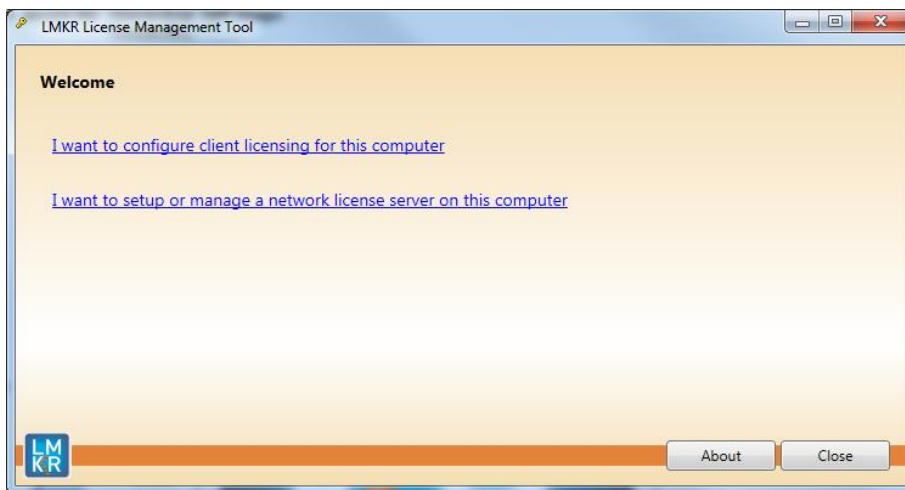 LMKR License Management Tool
Welcome
I want to configure client licensing for this computer
I want to setup or manage a network license server on this computer
LM
KR
About
Close